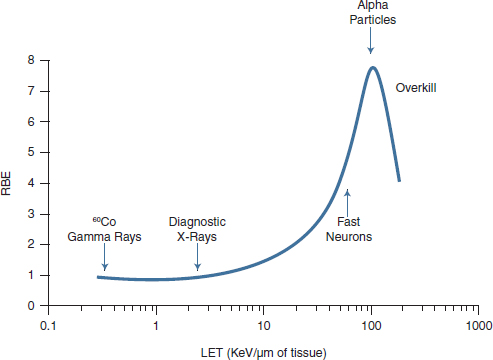 Alpha
Particles
8
7
6
5
4
3
2
1
0
RBE
Overkill
⁶⁰Co
Gamma Rays
Diagnostic
X-Rays
Fast
Neurons
0.1
1
10
100
1000
LET (KeV/μm of tissue)